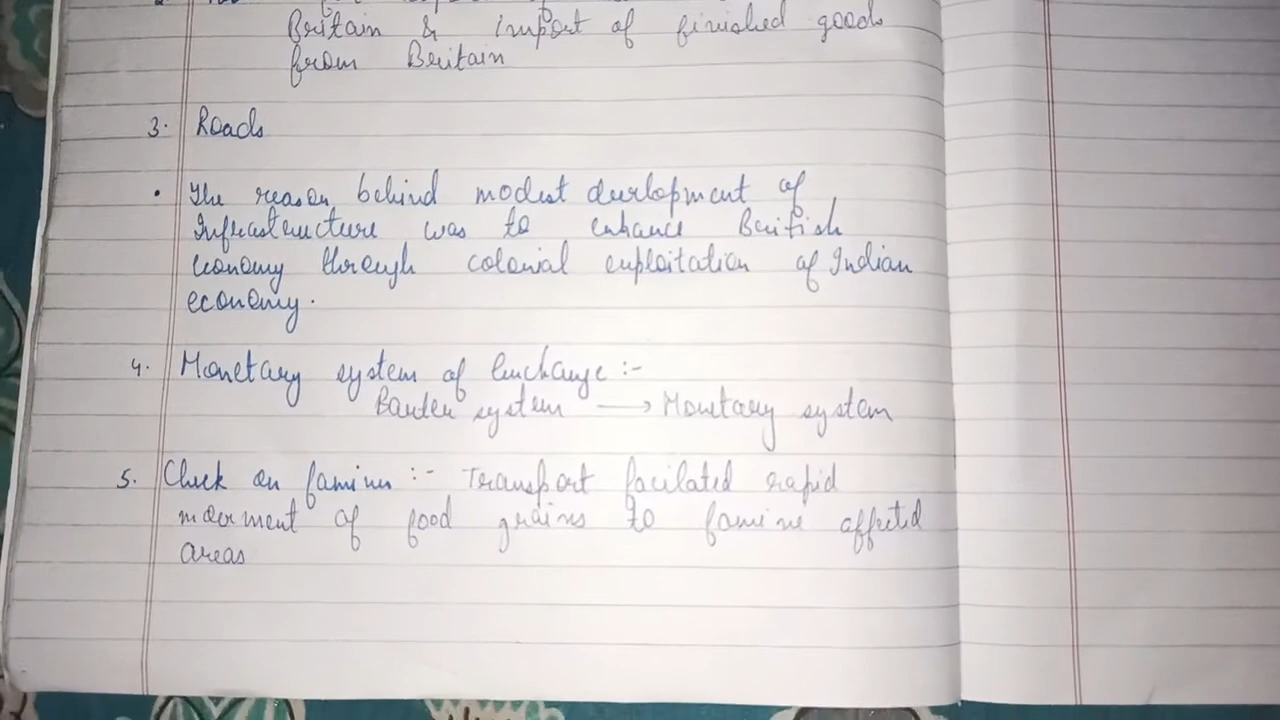 Britain & import of finished goods
from Britain
3. Roads
• The reason behind modest development of
Infrastructure was to enhance British
economy through colonial exploitation of Indian
economy.
4. Monetary system of Exchange :-
Barter system → Monetary system
5. Check on famines :- Transport facilated rapid
movement of food grains to famine affected
areas